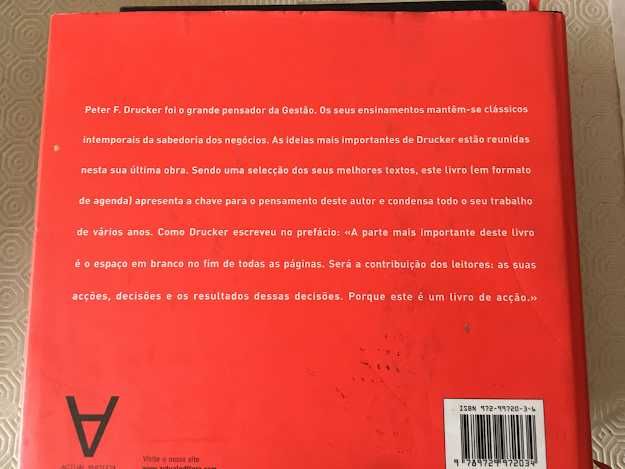 Peter F. Drucker foi o grande pensador da Gestão. Os seus ensinamentos mantêm-se clássicos
intemporais da sabedoria dos negócios. As ideias mais importantes de Drucker estão reunidas
nesta sua última obra. Sendo uma selecção dos seus melhores textos, este livro (em formato
de agenda) apresenta a chave para o pensamento deste autor e condensa todo o seu trabalho
de vários anos. Como Drucker escreveu no prefácio: «A parte mais importante deste livro
é o espaço em branco no fim de todas as páginas. Será a contribuição dos leitores: as suas
acções, decisões e os resultados dessas decisões. Porque este é um livro de acção.»
ISBN 972-99720-3-6
Visite o nosso site
9 789729 97203